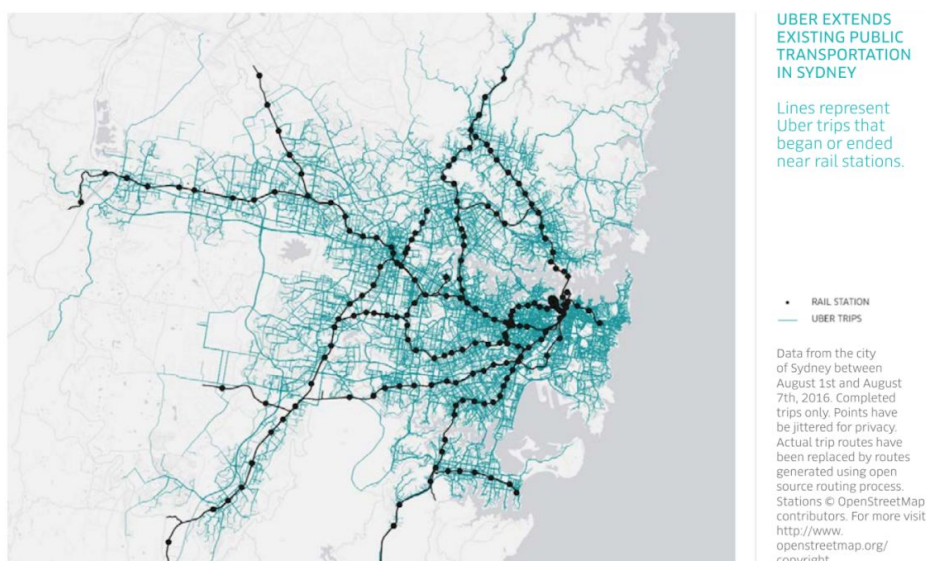 UBER EXTENDS
EXISTING PUBLIC
TRANSPORTATION
IN SYDNEY
Lines represent
Uber trips that
began or ended
near rail stations.
RAIL STATION
UBER TRIPS
Data from the city
of Sydney between
August 1st and August
7th, 2016. Completed
trips only. Points have
be jittered for privacy.
Actual trip routes have
been replaced by routes
generated using open
source routing process.
Stations © OpenStreetMap
contributors. For more visit
http://www.
openstreetmap.org/
copyright